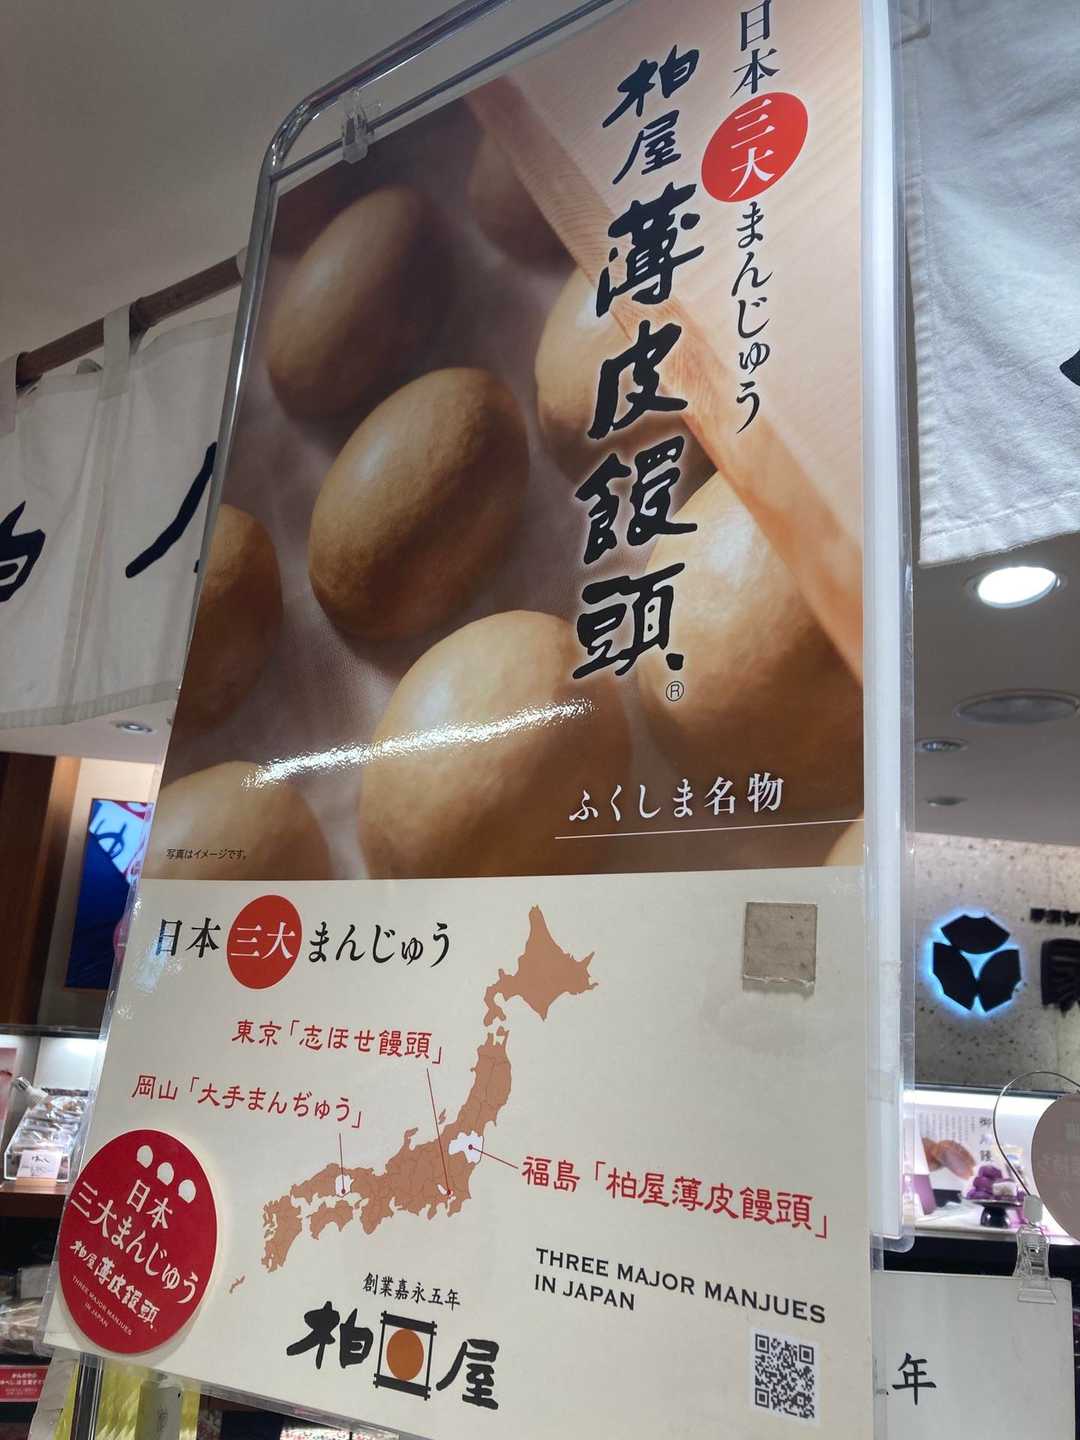 日本三大まんじゅう
柏屋薄皮饅頭®
ふくしま名物
写真はイメージです。
日本三大まんじゅう
東京「志ほせ饅頭」
岡山「大手まんぢゅう」
福島「柏屋薄皮饅頭」
THREE MAJOR MANJUES
IN JAPAN
日本
三大まんじゅう
柏屋薄皮饅頭
THREE MAJOR MANJUES
IN JAPAN
創業嘉永五年
柏屋
年